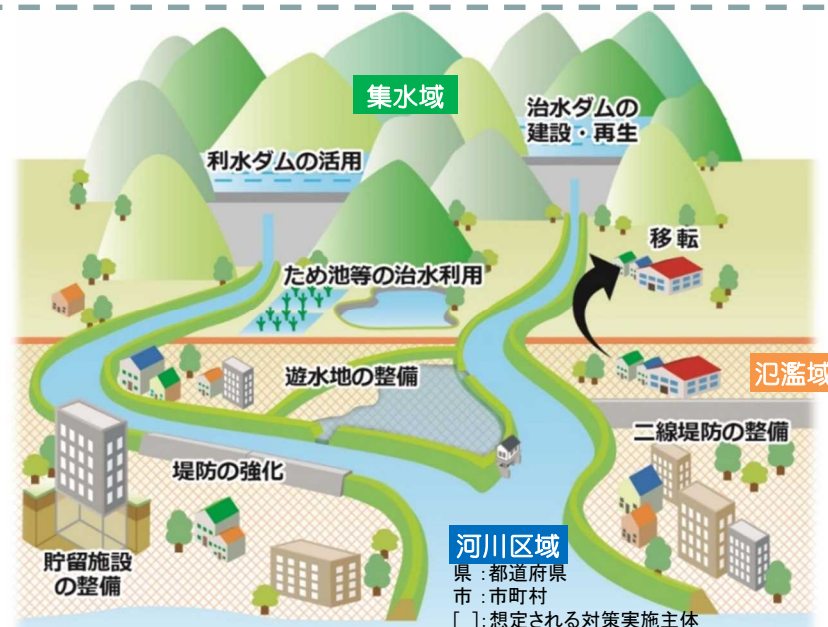 集水域
治水ダムの
建設・再生
利水ダムの活用
移転
ため池等の治水利用
氾濫域
遊水地の整備
二線堤防の整備
堤防の強化
貯留施設
の整備
河川区域
県：都道府県
市：市町村
[ ]：想定される対策実施主体